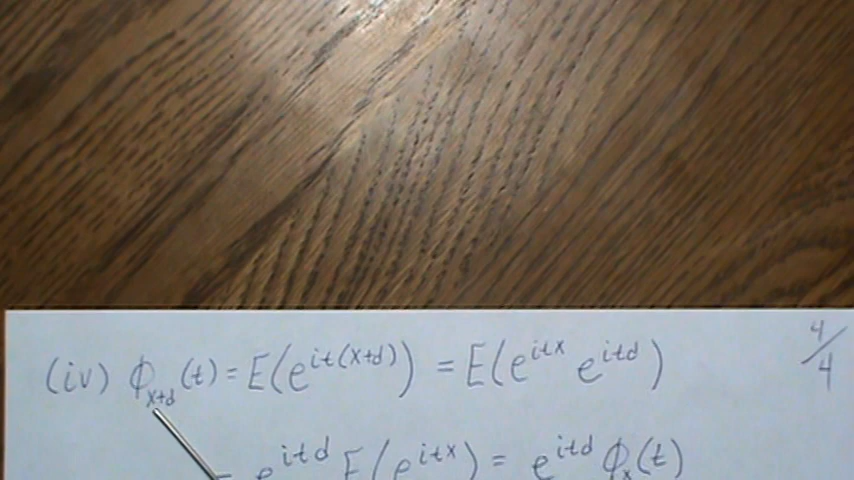 (iv) ϕ_{x+d}(t) = E(e^{it(x+d)}) = E(e^{itx} e^{itd}) 4/4
= e^{itd} E(e^{itx}) = e^{itd} ϕ_x(t)